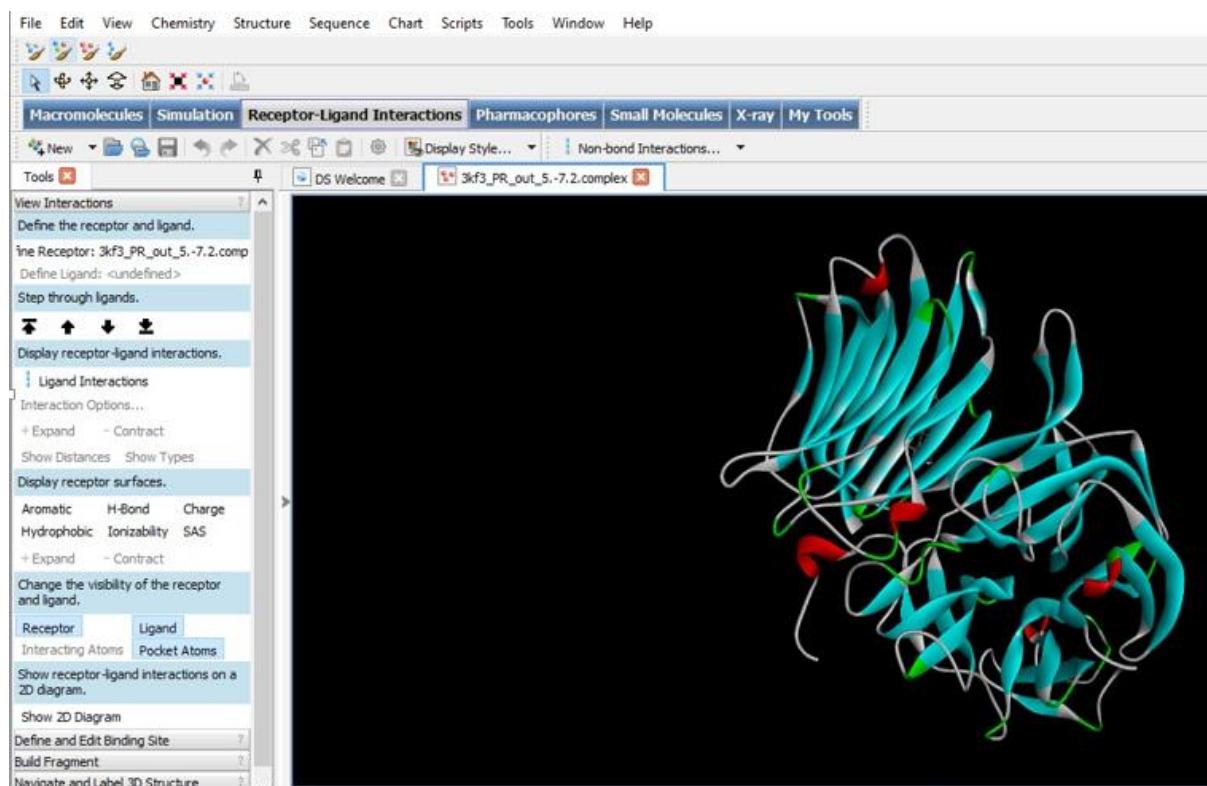 File Edit View Chemistry Structure Sequence Chart Scripts Tools Window Help
Macromolecules Simulation Receptor-Ligand Interactions Pharmacophores Small Molecules X-ray My Tools
New Display Style... Non-bond Interactions...
Tools DS Welcome 3kf3_PR_out_5.-7.2.complex
View Interactions ?
Define the receptor and ligand.
ine Receptor: 3kf3_PR_out_5.-7.2.comp
Define Ligand: <undefined>
Step through ligands.
Display receptor-ligand interactions.
Ligand Interactions
Interaction Options...
+ Expand - Contract
Show Distances Show Types
Display receptor surfaces.
Aromatic H-Bond Charge
Hydrophobic Ionizability SAS
+ Expand - Contract
Change the visibility of the receptor
and ligand.
Receptor Ligand
Interacting Atoms Pocket Atoms
Show receptor-ligand interactions on a
2D diagram.
Show 2D Diagram
Define and Edit Binding Site ?
Build Fragment ?
Navigate and Label 3D Structure ?